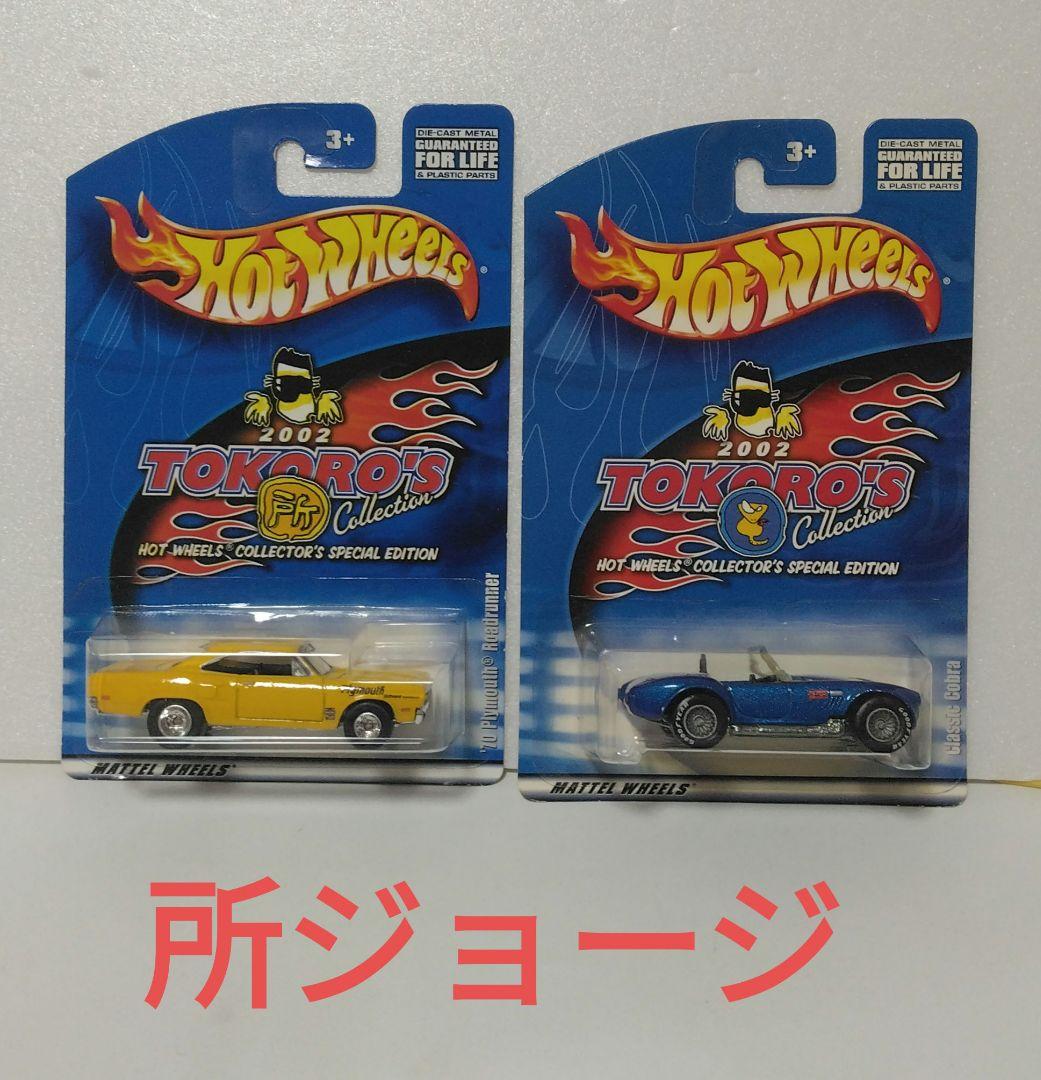 3+
DIE-CAST METAL
GUARANTEED
FOR LIFE
& PLASTIC PARTS
HOT WHEELS®
2002
TOKORO'S
所
Collection
HOT WHEELS® COLLECTOR'S SPECIAL EDITION
'70 Plymouth® Roadrunner
Plymouth
MATTEL WHEELS®
3+
DIE-CAST METAL
GUARANTEED
FOR LIFE
& PLASTIC PARTS
HOT WHEELS®
2002
TOKORO'S
Collection
HOT WHEELS® COLLECTOR'S SPECIAL EDITION
Classic Cobra
MATTEL WHEELS®
所ジョージ